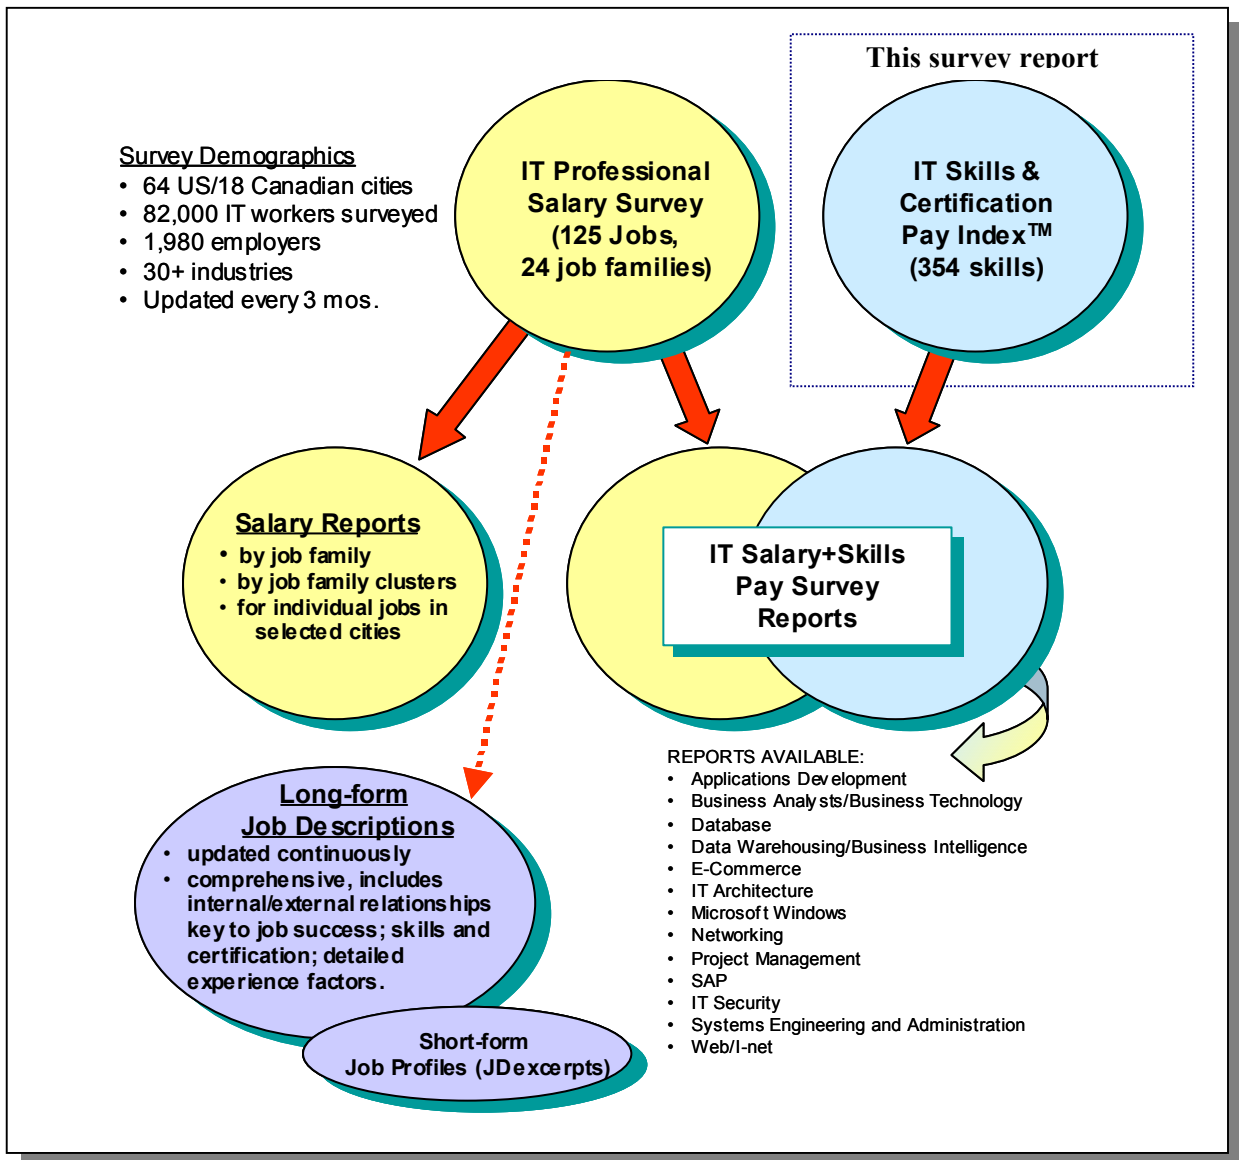 This survey report
Survey Demographics
• 64 US/18 Canadian cities
• 82,000 IT workers surveyed
• 1,980 employers
• 30+ industries
• Updated every 3 mos.
IT Professional
Salary Survey
(125 Jobs,
24 job families)
IT Skills &
Certification
Pay Index™
(354 skills)
Salary Reports
• by job family
• by job family clusters
• for individual jobs in
selected cities
IT Salary+Skills
Pay Survey
Reports
Long-form
Job Descriptions
• updated continuously
• comprehensive, includes
internal/external relationships
key to job success; skills and
certification; detailed
experience factors.
Short-form
Job Profiles (JD excerpts)
REPORTS AVAILABLE:
• Applications Development
• Business Analysts/Business Technology
• Database
• Data Warehousing/Business Intelligence
• E-Commerce
• IT Architecture
• Microsoft Windows
• Networking
• Project Management
• SAP
• IT Security
• Systems Engineering and Administration
• Web/I-net